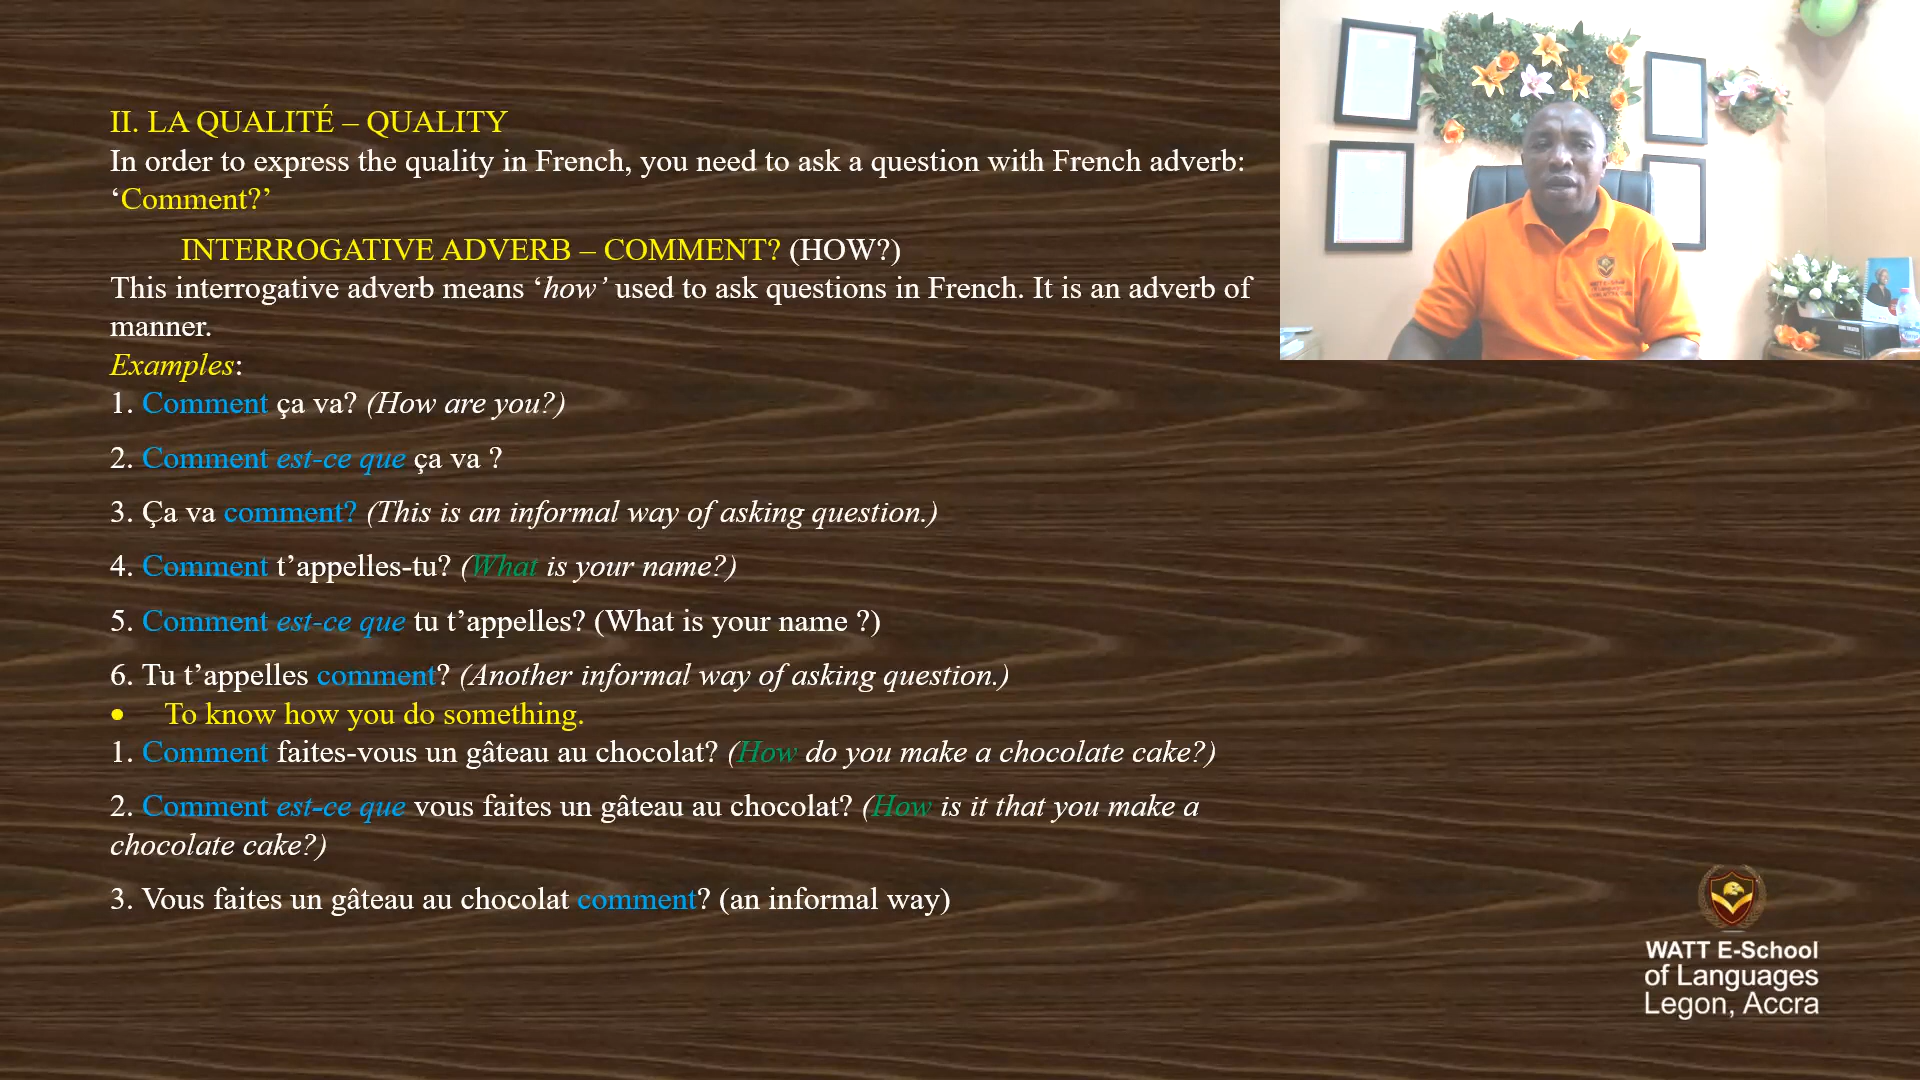 II. LA QUALITÉ – QUALITY
In order to express the quality in French, you need to ask a question with French adverb:
‘Comment?’
INTERROGATIVE ADVERB – COMMENT? (HOW?)
This interrogative adverb means ‘how’ used to ask questions in French. It is an adverb of
manner.
Examples:
1. Comment ça va? (How are you?)
2. Comment est-ce que ça va ?
3. Ça va comment? (This is an informal way of asking question.)
4. Comment t’appelles-tu? (What is your name?)
5. Comment est-ce que tu t’appelles? (What is your name ?)
6. Tu t’appelles comment? (Another informal way of asking question.)
• To know how you do something.
1. Comment faites-vous un gâteau au chocolat? (How do you make a chocolate cake?)
2. Comment est-ce que vous faites un gâteau au chocolat? (How is it that you make a
chocolate cake?)
3. Vous faites un gâteau au chocolat comment? (an informal way)
WATT E-School
of Languages
Legon, Accra